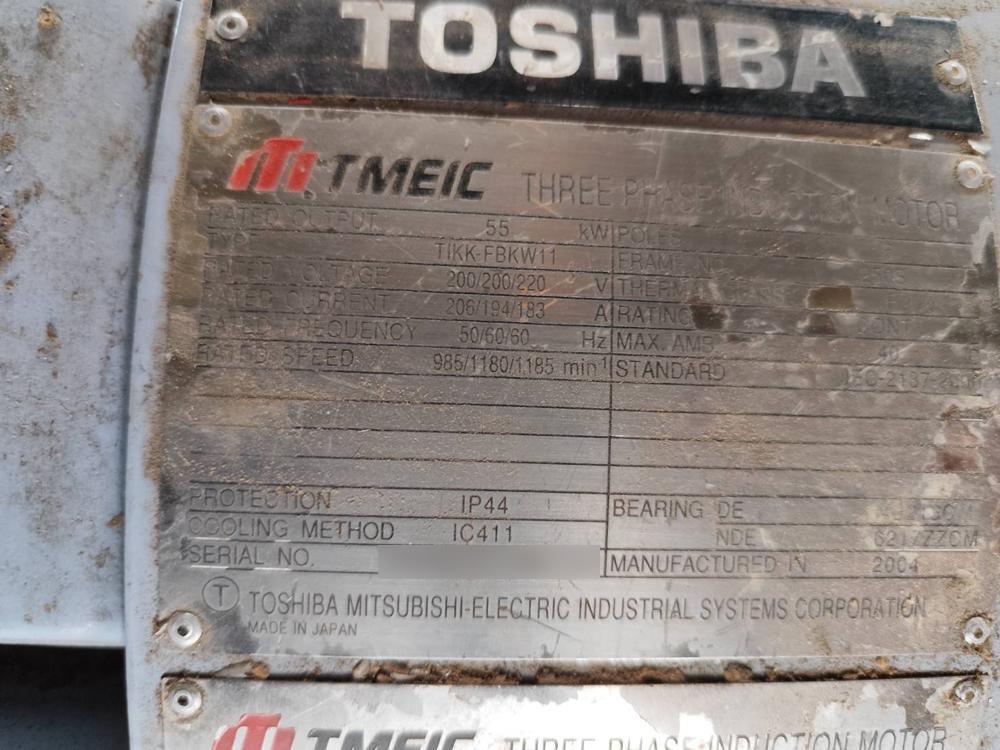 TOSHIBA
TMEIC THREE PHASE INDUCTION MOTOR
RATED OUTPUT 55 kW POLES
TYPE TIKK-FBKW11 FRAME NO.
RATED VOLTAGE 200/200/220 V THERMAL CLASS
RATED CURRENT 206/194/183 A RATING
RATED FREQUENCY 50/60/60 Hz MAX. AMB.
RATED SPEED 985/1180/1185 min⁻¹ STANDARD
PROTECTION IP44 BEARING DE
COOLING METHOD IC411 NDE 6217ZZCM
SERIAL NO. MANUFACTURED IN 2004
T TOSHIBA MITSUBISHI-ELECTRIC INDUSTRIAL SYSTEMS CORPORATION
MADE IN JAPAN
TMEIC THREE PHASE INDUCTION MOTOR